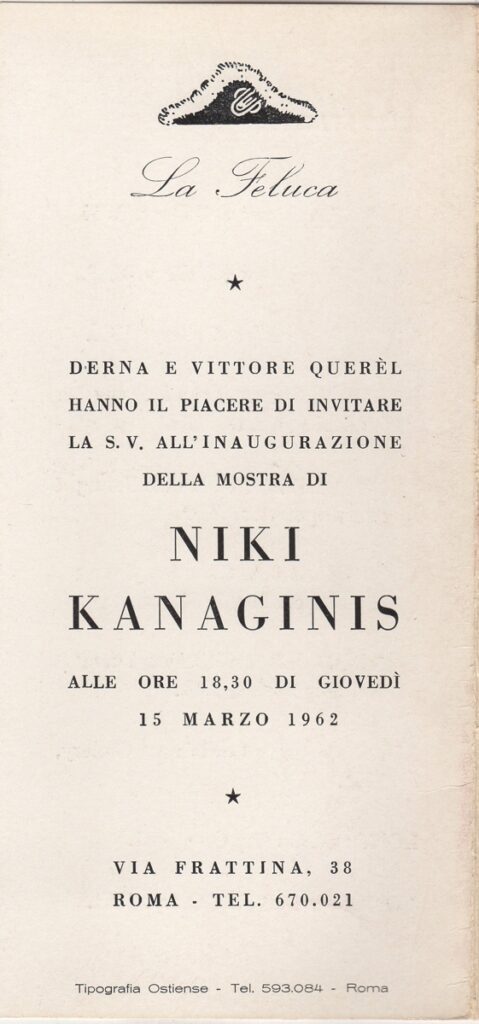 La Feluca
DERNA E VITTORE QUERÈL
HANNO IL PIACERE DI INVITARE
LA S. V. ALL'INAUGURAZIONE
DELLA MOSTRA DI
NIKI
KANAGINIS
ALLE ORE 18,30 DI GIOVEDÌ
15 MARZO 1962
VIA FRATTINA, 38
ROMA - TEL. 670.021
Tipografia Ostiense - Tel. 593.084 - Roma